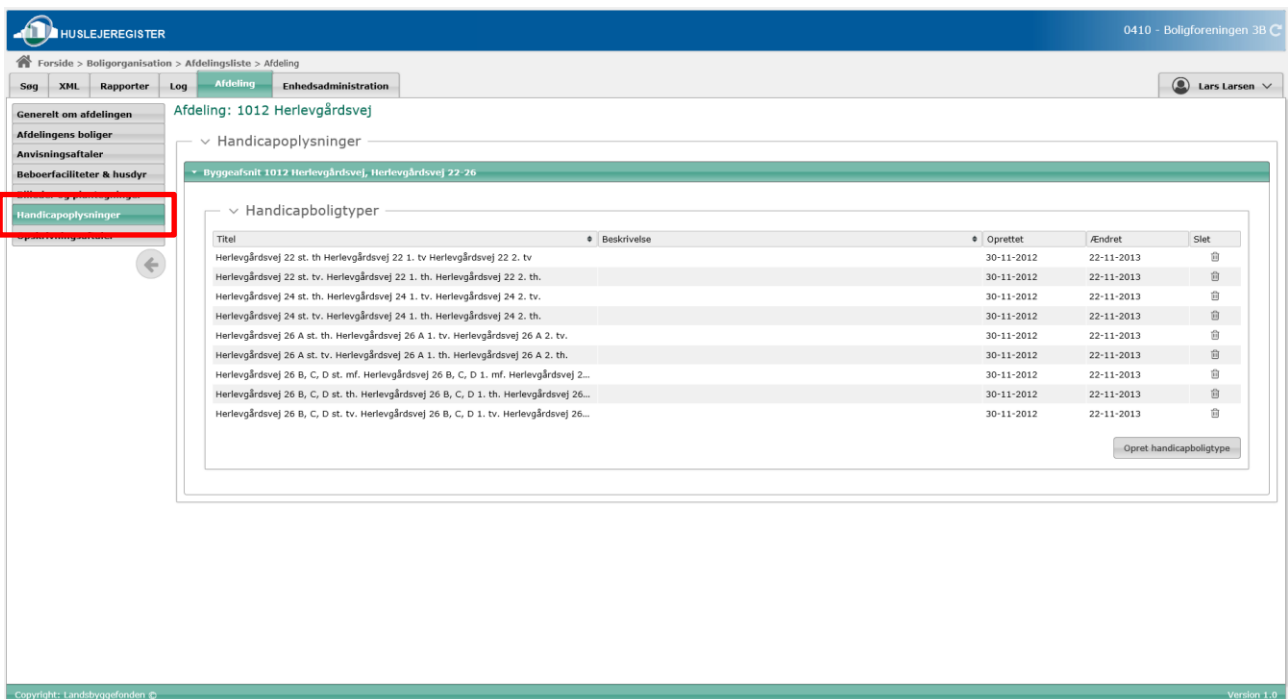 HUSLEJEREGISTER
0410 - Boligforeningen 3B
Forside > Boligorganisation > Afdelingsliste > Afdeling
Søg XML Rapporter Log Afdeling Enhedsadministration Lars Larsen
Generelt om afdelingen
Afdelingens boliger
Anvisningsaftaler
Beboerfaciliteter & husdyr
Handicapoplysninger
Afdeling: 1012 Herlevgårdsvej
Handicapoplysninger
Byggeafsnit 1012 Herlevgårdsvej, Herlevgårdsvej 22-26
Handicapboligtyper
Titel Beskrivelse Oprettet Ændret Slet
Herlevgårdsvej 22 st. th Herlevgårdsvej 22 1. tv Herlevgårdsvej 22 2. tv 30-11-2012 22-11-2013
Herlevgårdsvej 22 st. tv. Herlevgårdsvej 22 1. th. Herlevgårdsvej 22 2. th. 30-11-2012 22-11-2013
Herlevgårdsvej 24 st. th. Herlevgårdsvej 24 1. tv. Herlevgårdsvej 24 2. tv. 30-11-2012 22-11-2013
Herlevgårdsvej 24 st. tv. Herlevgårdsvej 24 1. th. Herlevgårdsvej 24 2. th. 30-11-2012 22-11-2013
Herlevgårdsvej 26 A st. th. Herlevgårdsvej 26 A 1. tv. Herlevgårdsvej 26 A 2. tv. 30-11-2012 22-11-2013
Herlevgårdsvej 26 A st. tv. Herlevgårdsvej 26 A 1. th. Herlevgårdsvej 26 A 2. th. 30-11-2012 22-11-2013
Herlevgårdsvej 26 B, C, D st. mf. Herlevgårdsvej 26 B, C, D 1. mf. Herlevgårdsvej 2... 30-11-2012 22-11-2013
Herlevgårdsvej 26 B, C, D st. th. Herlevgårdsvej 26 B, C, D 1. th. Herlevgårdsvej 26... 30-11-2012 22-11-2013
Herlevgårdsvej 26 B, C, D st. tv. Herlevgårdsvej 26 B, C, D 1. tv. Herlevgårdsvej 26... 30-11-2012 22-11-2013
Opret handicapboligtype
Copyright: Landsbyggefonden © Version 1.0